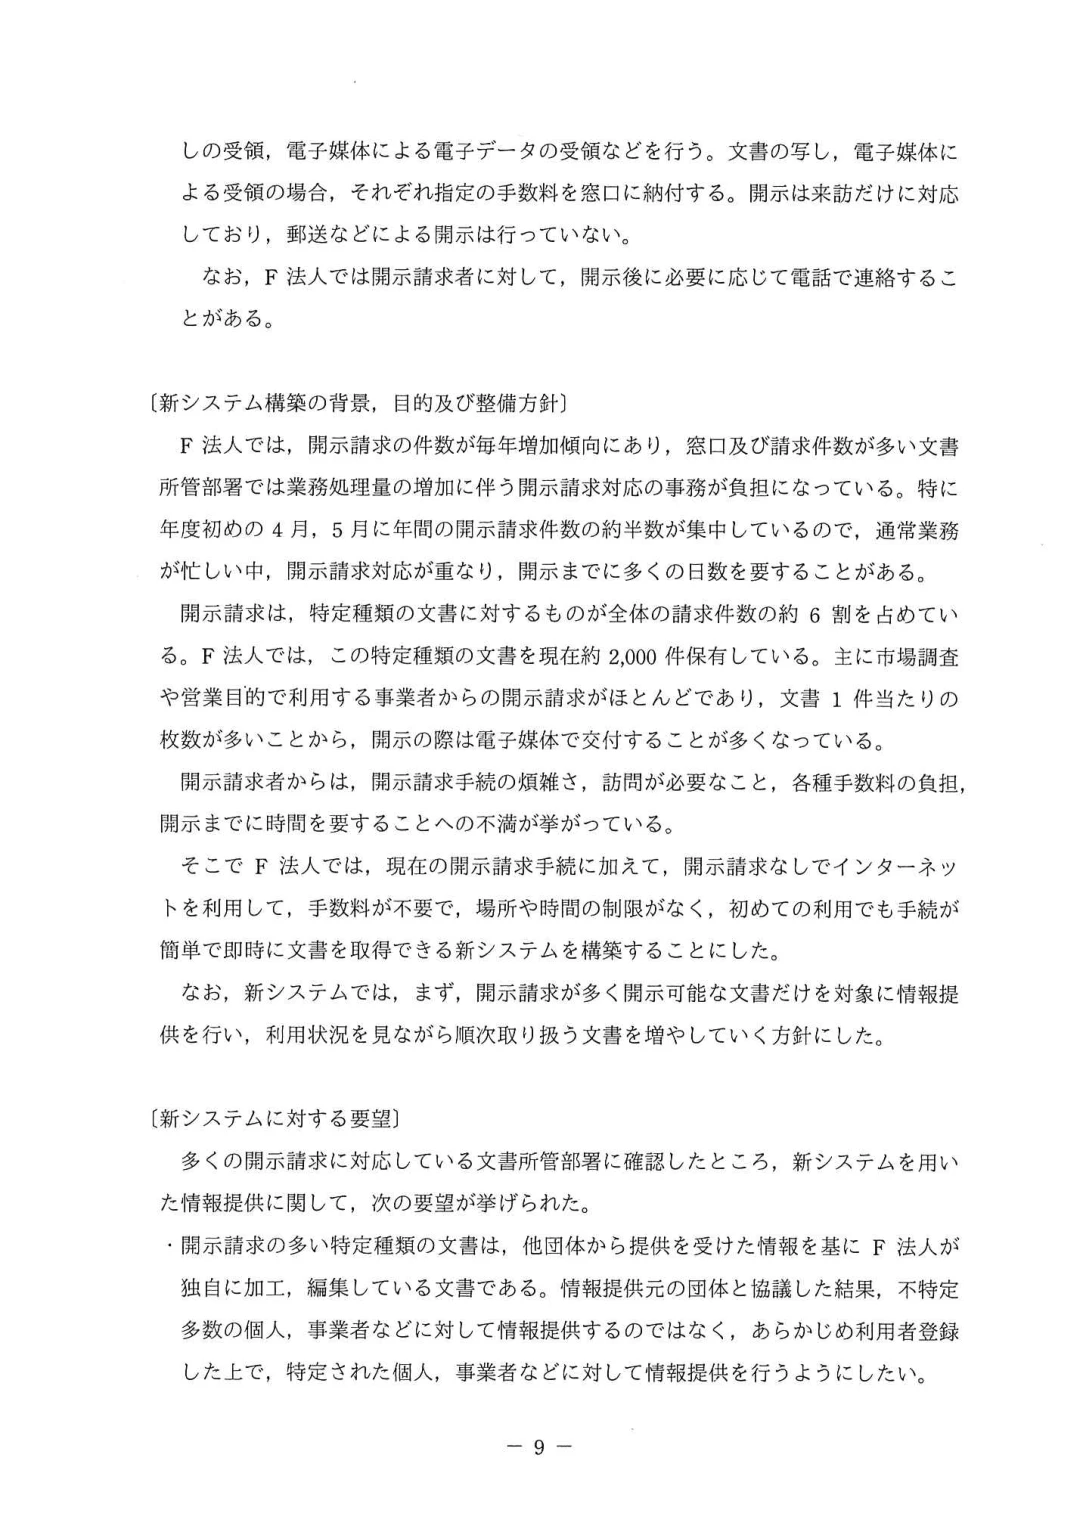 しの受領，電子媒体による電子データの受領などを行う。文書の写し，電子媒体に
よる受領の場合，それぞれ指定の手数料を窓口に納付する。開示は来訪だけに対応
しており，郵送などによる開示は行っていない。
なお，F 法人では開示請求者に対して，開示後に必要に応じて電話で連絡するこ
とがある。
〔新システム構築の背景，目的及び整備方針〕
F 法人では，開示請求の件数が毎年増加傾向にあり，窓口及び請求件数が多い文書
所管部署では業務処理量の増加に伴う開示請求対応の事務が負担になっている。特に
年度初めの 4 月，5 月に年間の開示請求件数の約半数が集中しているので，通常業務
が忙しい中，開示請求対応が重なり，開示までに多くの日数を要することがある。
開示請求は，特定種類の文書に対するものが全体の請求件数の約 6 割を占めてい
る。F 法人では，この特定種類の文書を現在約 2,000 件保有している。主に市場調査
や営業目的で利用する事業者からの開示請求がほとんどであり，文書 1 件当たりの
枚数が多いことから，開示の際は電子媒体で交付することが多くなっている。
開示請求者からは，開示請求手続の煩雑さ，訪問が必要なこと，各種手数料の負担，
開示までに時間を要することへの不満が挙がっている。
そこで F 法人では，現在の開示請求手続に加えて，開示請求なしでインターネッ
トを利用して，手数料が不要で，場所や時間の制限がなく，初めての利用でも手続が
簡単で即時に文書を取得できる新システムを構築することにした。
なお，新システムでは，まず，開示請求が多く開示可能な文書だけを対象に情報提
供を行い，利用状況を見ながら順次取り扱う文書を増やしていく方針にした。
〔新システムに対する要望〕
多くの開示請求に対応している文書所管部署に確認したところ，新システムを用い
た情報提供に関して，次の要望が挙げられた。
・開示請求の多い特定種類の文書は，他団体から提供を受けた情報を基に F 法人が
独自に加工，編集している文書である。情報提供元の団体と協議した結果，不特定
多数の個人，事業者などに対して情報提供するのではなく，あらかじめ利用者登録
した上で，特定された個人，事業者などに対して情報提供を行うようにしたい。
－ 9 －